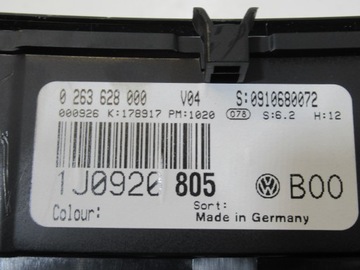 0 263 628 000 V04 S:0910680072
000926 K:178917 PM:1020 078 S:6.2 H:12
1J0920 805 B00
Colour: Sort:
Made in Germany